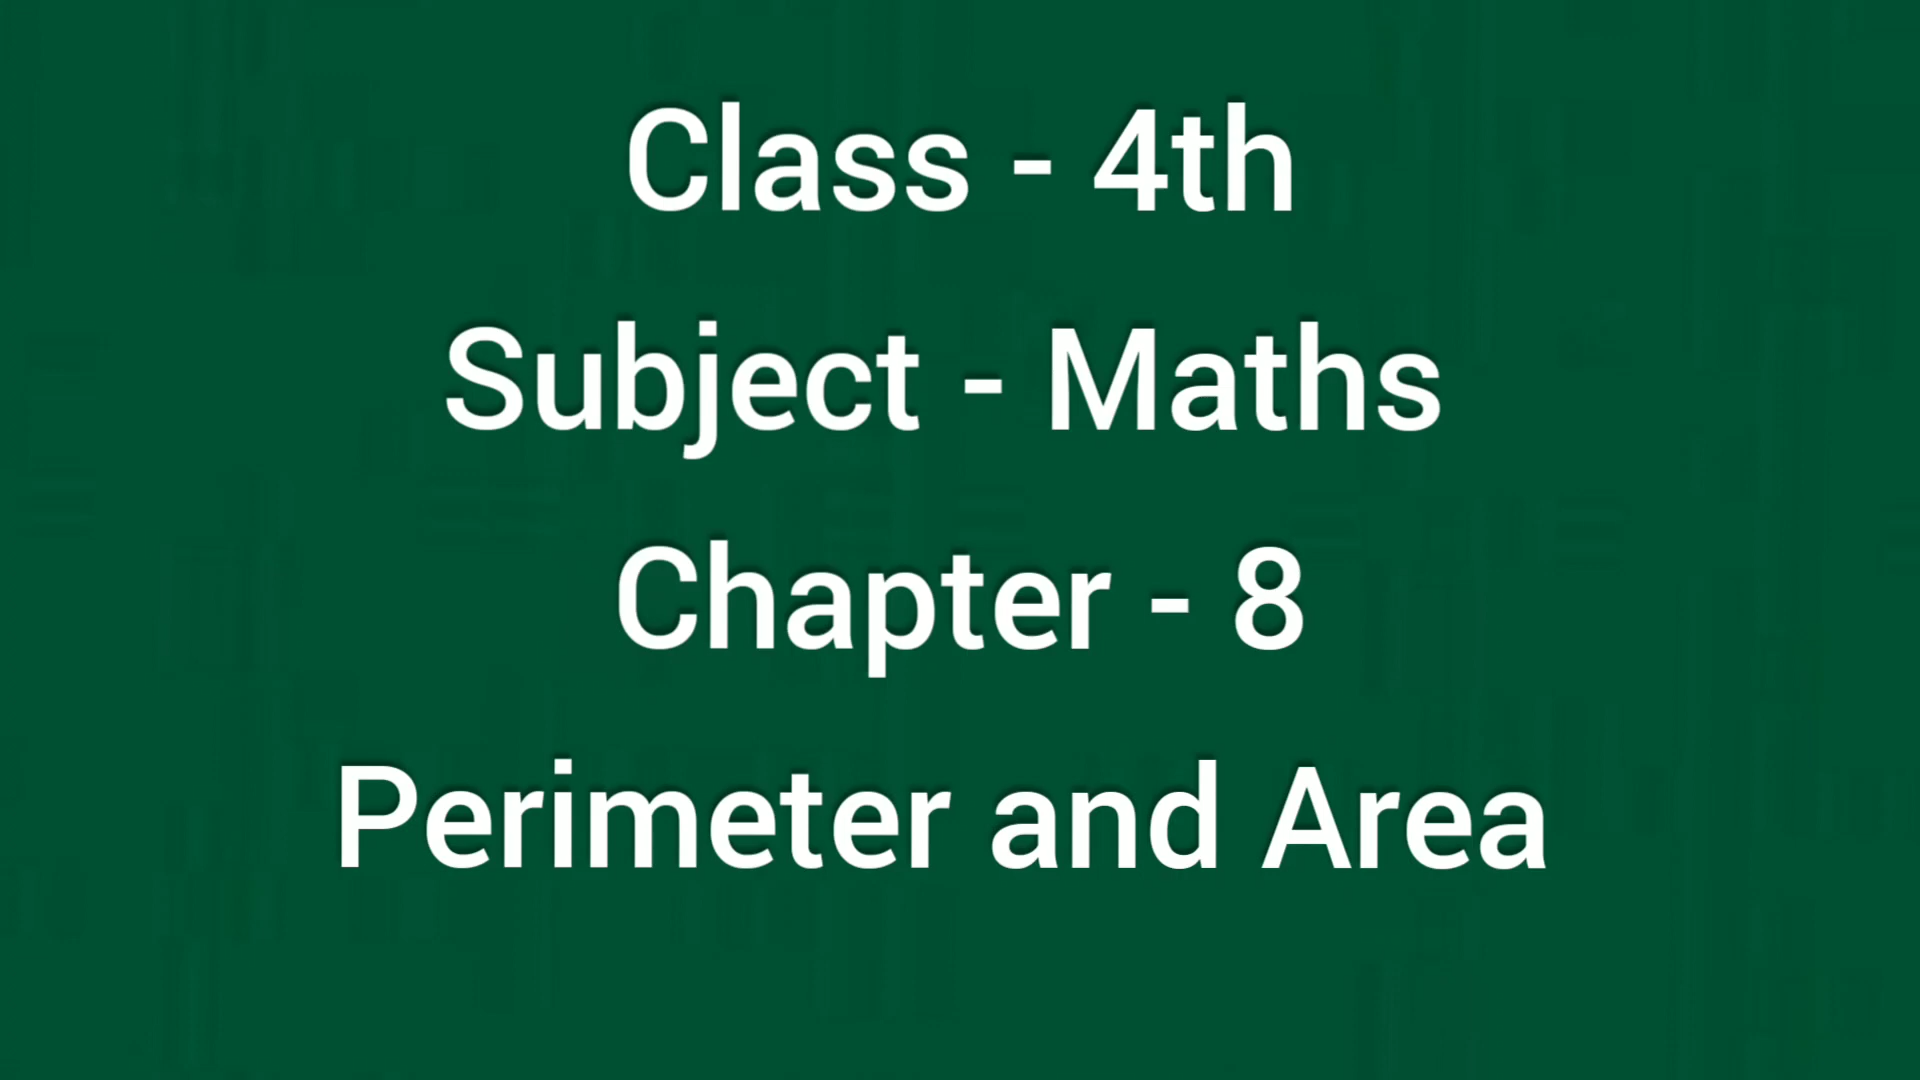 Class - 4th
Subject - Maths
Chapter - 8
Perimeter and Area